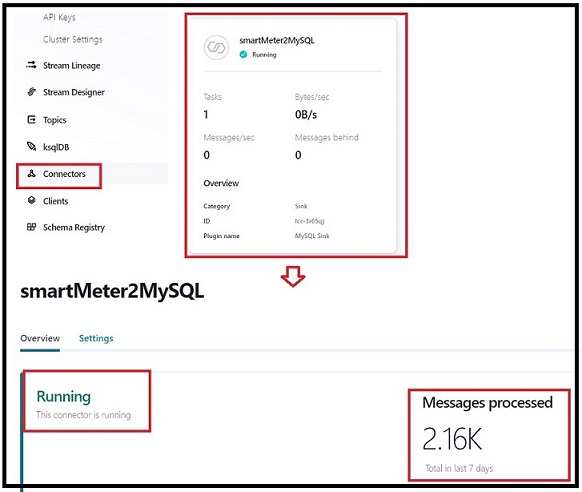 API Keys
Cluster Settings
Stream Lineage
Stream Designer
Topics
ksqlDB
Connectors
Clients
Schema Registry
smartMeter2MySQL
Running
Tasks Bytes/sec
1 0B/s
Messages/sec Messages behind
0 0
Overview
Category Sink
ID lcc-3r65qj
Plugin name MySQL Sink
smartMeter2MySQL
Overview Settings
Running
This connector is running.
Messages processed
2.16K
Total in last 7 days